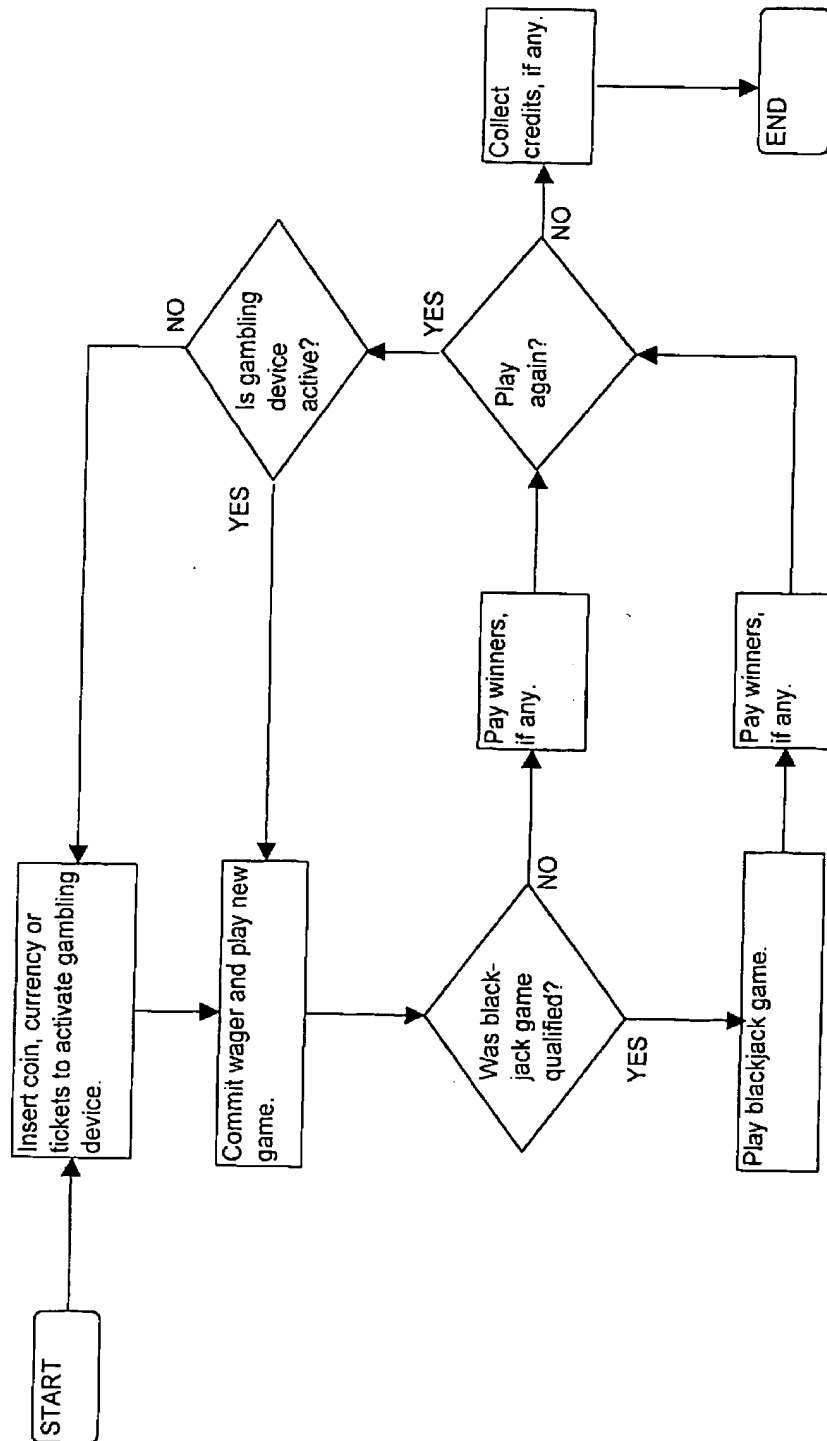 START
Insert coin, currency or
tickets to activate gambling
device.
Commit wager and play new
game.
Was black-
jack game
qualified?
YES
NO
Play blackjack game.
Pay winners,
if any.
Pay winners,
if any.
Play
again?
YES
NO
Is gambling
device
active?
YES
NO
Collect
credits, if any.
END